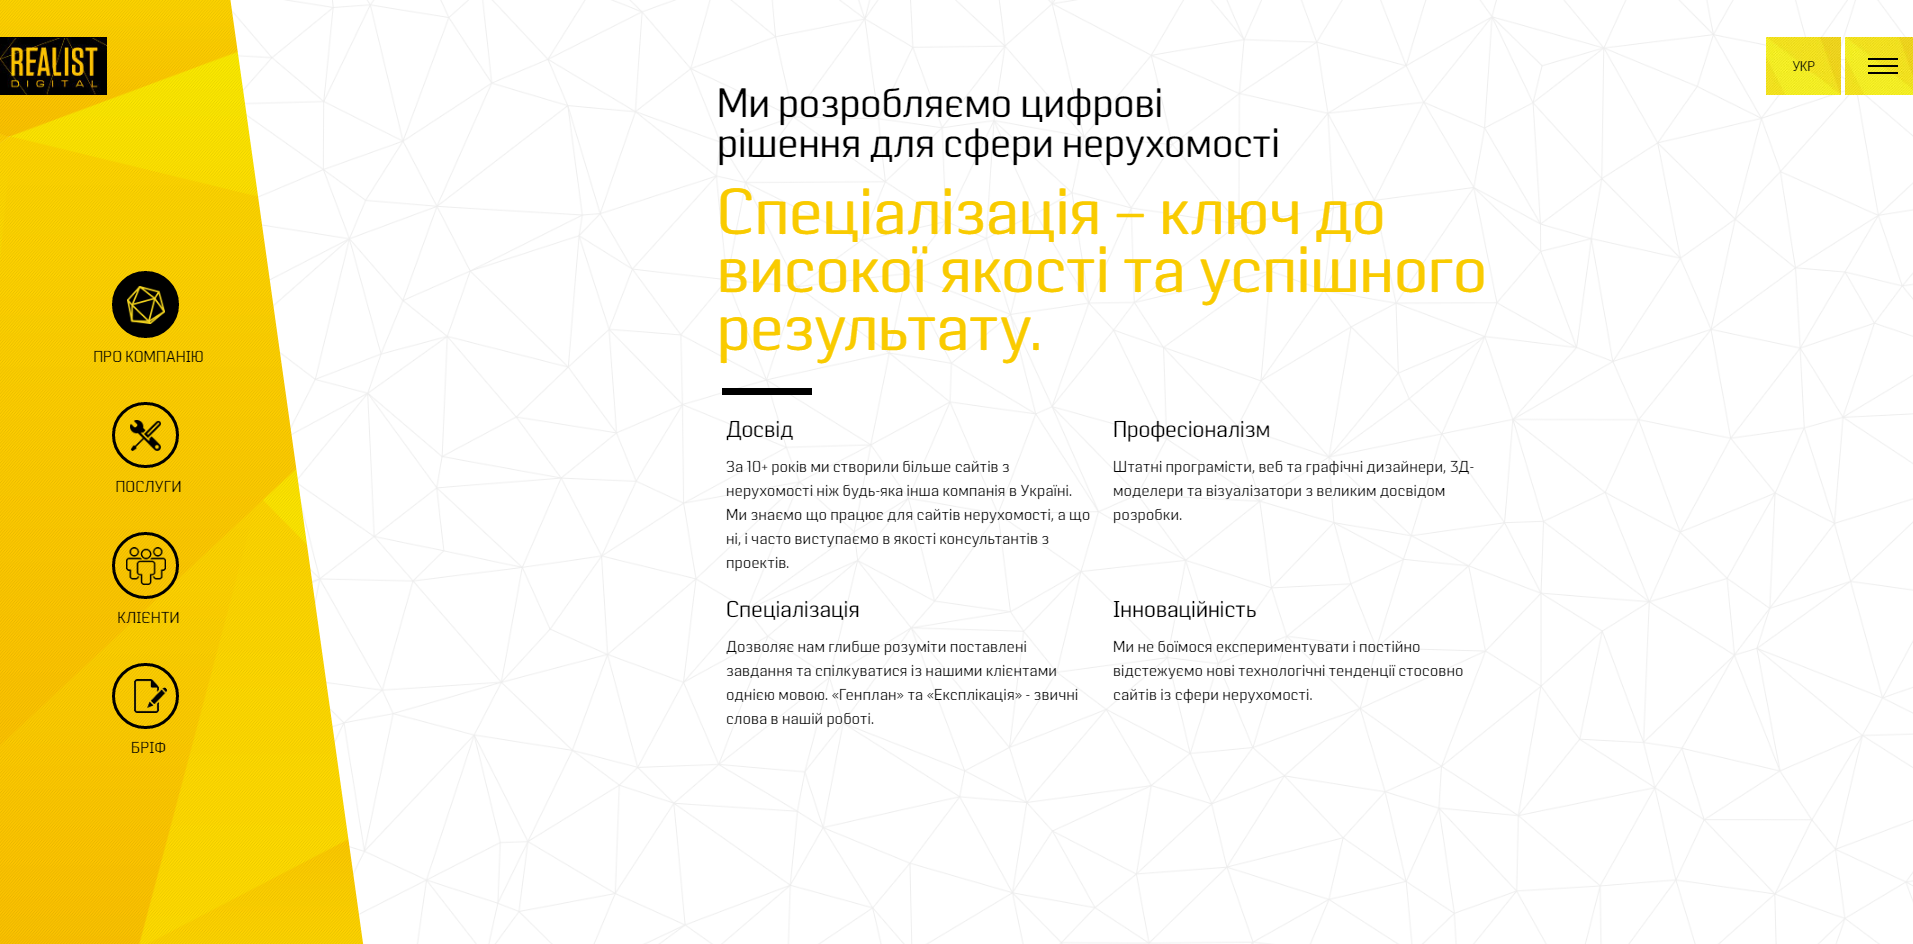 REALIST
DIGITAL
УКР
ПРО КОМПАНІЮ
ПОСЛУГИ
КЛІЄНТИ
БРІФ
Ми розробляємо цифрові
рішення для сфери нерухомості
Спеціалізація – ключ до
високої якості та успішного
результату.
Досвід
За 10+ років ми створили більше сайтів з
нерухомості ніж будь-яка інша компанія в Україні.
Ми знаємо що працює для сайтів нерухомості, а що
ні, і часто виступаємо в якості консультантів з
проектів.
Професіоналізм
Штатні програмісти, веб та графічні дизайнери, 3Д-
моделери та візуалізатори з великим досвідом
розробки.
Спеціалізація
Дозволяє нам глибше розуміти поставлені
завдання та спілкуватися із нашими клієнтами
однією мовою. «Генплан» та «Експлікація» - звичні
слова в нашій роботі.
Інноваційність
Ми не боїмося експериментувати і постійно
відстежуємо нові технологічні тенденції стосовно
сайтів із сфери нерухомості.